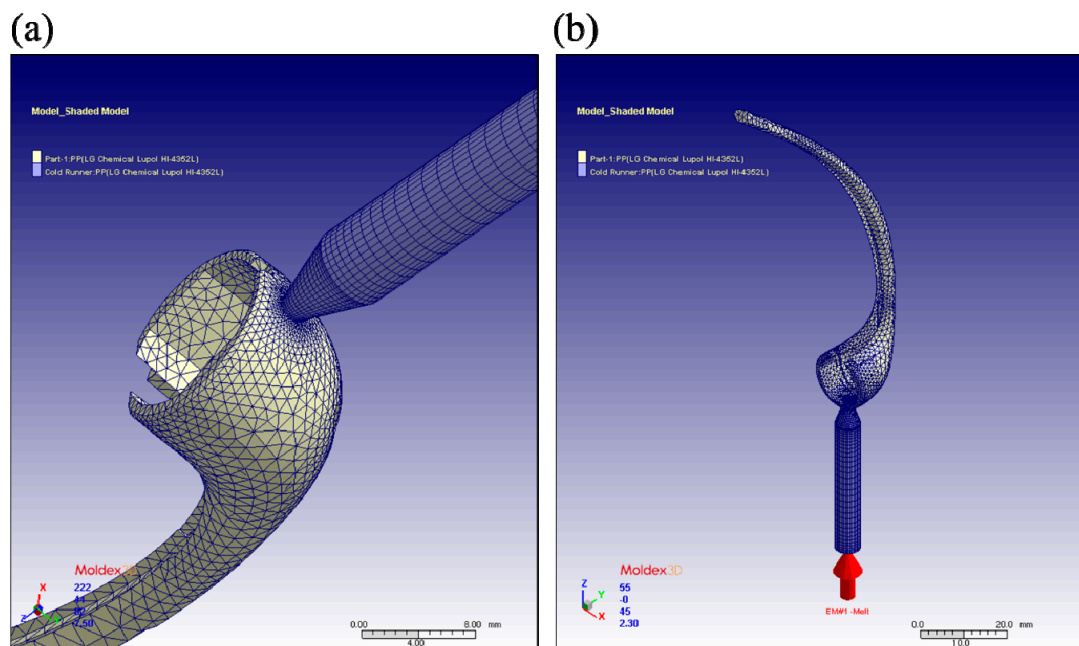 (a)
Model_Shaded Model
Part-1:PP(LG Chemical Lupol HI-4352L)
Cold Runner:PP(LG Chemical Lupol HI-4352L)
X
Z
Moldex3D
222
7.50
0.00 8.00 mm
4.00
(b)
Model_Shaded Model
Part-1:PP(LG Chemical Lupol HI-4352L)
Cold Runner:PP(LG Chemical Lupol HI-4352L)
EM#1 -Melt
Z
Y
X
Moldex3D
55
-0
45
2.30
0.00 20.0 mm
10.0